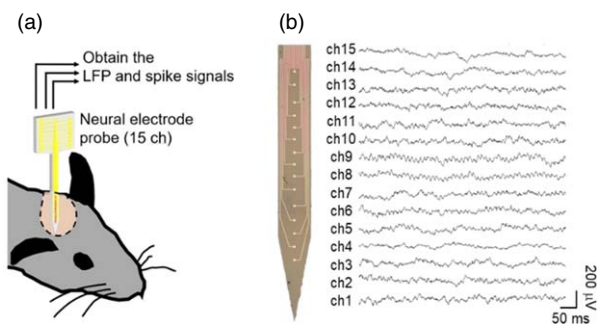 (a)
Obtain the
LFP and spike signals
Neural electrode
probe (15 ch)
(b)
ch15
ch14
ch13
ch12
ch11
ch10
ch9
ch8
ch7
ch6
ch5
ch4
ch3
ch2
ch1
200 μV
50 ms